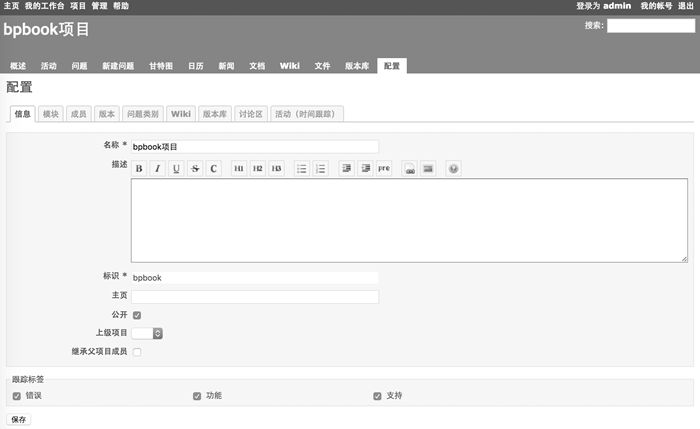 主页 我的工作台 项目 管理 帮助 登录为 admin 我的帐号 退出
bpbook项目 搜索:
概述 活动 问题 新建问题 甘特图 日历 新闻 文档 Wiki 文件 版本库 配置
配置
信息 模块 成员 版本 问题类别 Wiki 版本库 讨论区 活动（时间跟踪）
名称 * bpbook项目
描述 B I U S C H1 H2 H3 pre
标识 * bpbook
主页
公开
上级项目
继承父项目成员
跟踪标签
错误 功能 支持
保存